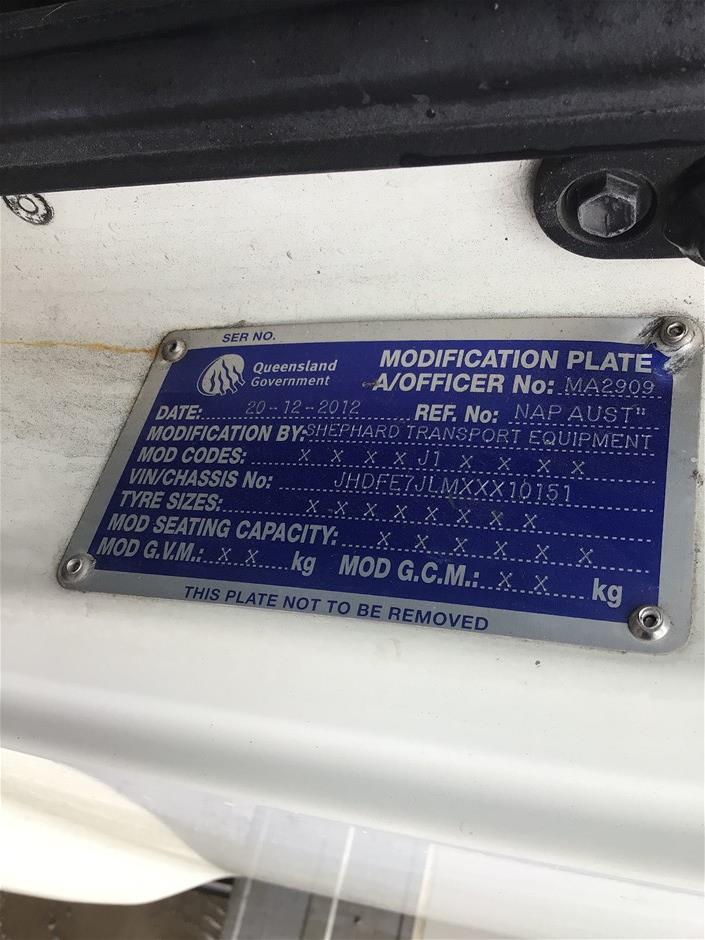 SER NO.
Queensland Government
MODIFICATION PLATE
A/OFFICER No: MA2909
DATE: 20-12-2012 REF. No: NAP AUST"
MODIFICATION BY: SHEPHARD TRANSPORT EQUIPMENT
MOD CODES: X X X X J1 X X X X
VIN/CHASSIS No: JHDFE7JLMXXX10151
TYRE SIZES: X X X X X X X X
MOD SEATING CAPACITY: X X X X X X
MOD G.V.M.: X X kg MOD G.C.M.: X X kg
THIS PLATE NOT TO BE REMOVED